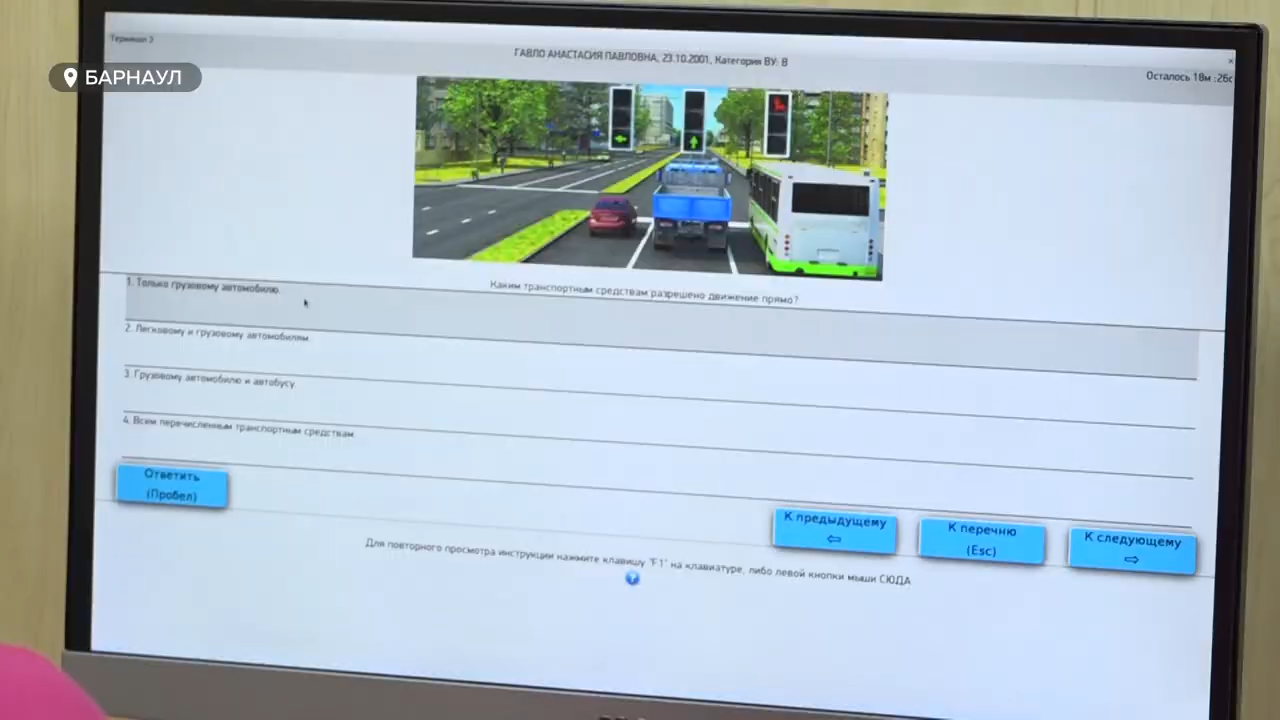 Терминал 3
ГАВЛО АНАСТАСИЯ ПАВЛОВНА, 23.10.2001, Категория ВУ: B
БАРНАУЛ
Осталось 18м :26с
Каким транспортным средствам разрешено движение прямо?
1. Только грузовому автомобилю.
2. Легковому и грузовому автомобилям.
3. Грузовому автомобилю и автобусу.
4. Всем перечисленным транспортным средствам.
Ответить
(Пробел)
К предыдущему
К перечню
(Esc)
К следующему
Для повторного просмотра инструкции нажмите клавишу "F1" на клавиатуре, либо левой кнопки мыши СЮДА
?